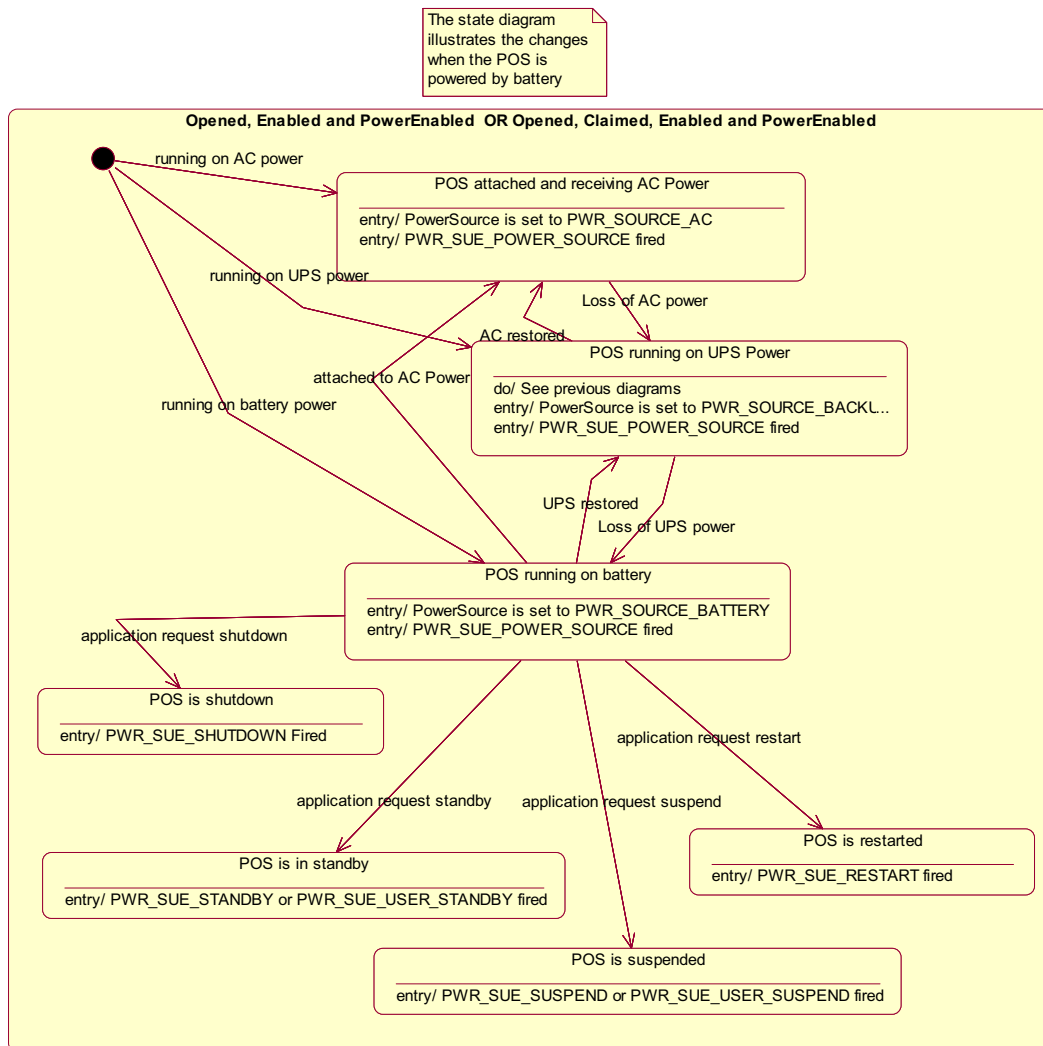 The state diagram
illustrates the changes
when the POS is
powered by battery
Opened, Enabled and PowerEnabled  OR Opened, Claimed, Enabled and PowerEnabled
running on AC power
POS attached and receiving AC Power
entry/ PowerSource is set to PWR_SOURCE_AC
entry/ PWR_SUE_POWER_SOURCE fired
running on UPS power
Loss of AC power
AC restored
POS running on UPS Power
attached to AC Power
do/ See previous diagrams
entry/ PowerSource is set to PWR_SOURCE_BACKU...
entry/ PWR_SUE_POWER_SOURCE fired
running on battery power
UPS restored
Loss of UPS power
POS running on battery
entry/ PowerSource is set to PWR_SOURCE_BATTERY
entry/ PWR_SUE_POWER_SOURCE fired
application request shutdown
POS is shutdown
entry/ PWR_SUE_SHUTDOWN Fired
application request restart
application request standby
application request suspend
POS is restarted
entry/ PWR_SUE_RESTART fired
POS is in standby
entry/ PWR_SUE_STANDBY or PWR_SUE_USER_STANDBY fired
POS is suspended
entry/ PWR_SUE_SUSPEND or PWR_SUE_USER_SUSPEND fired